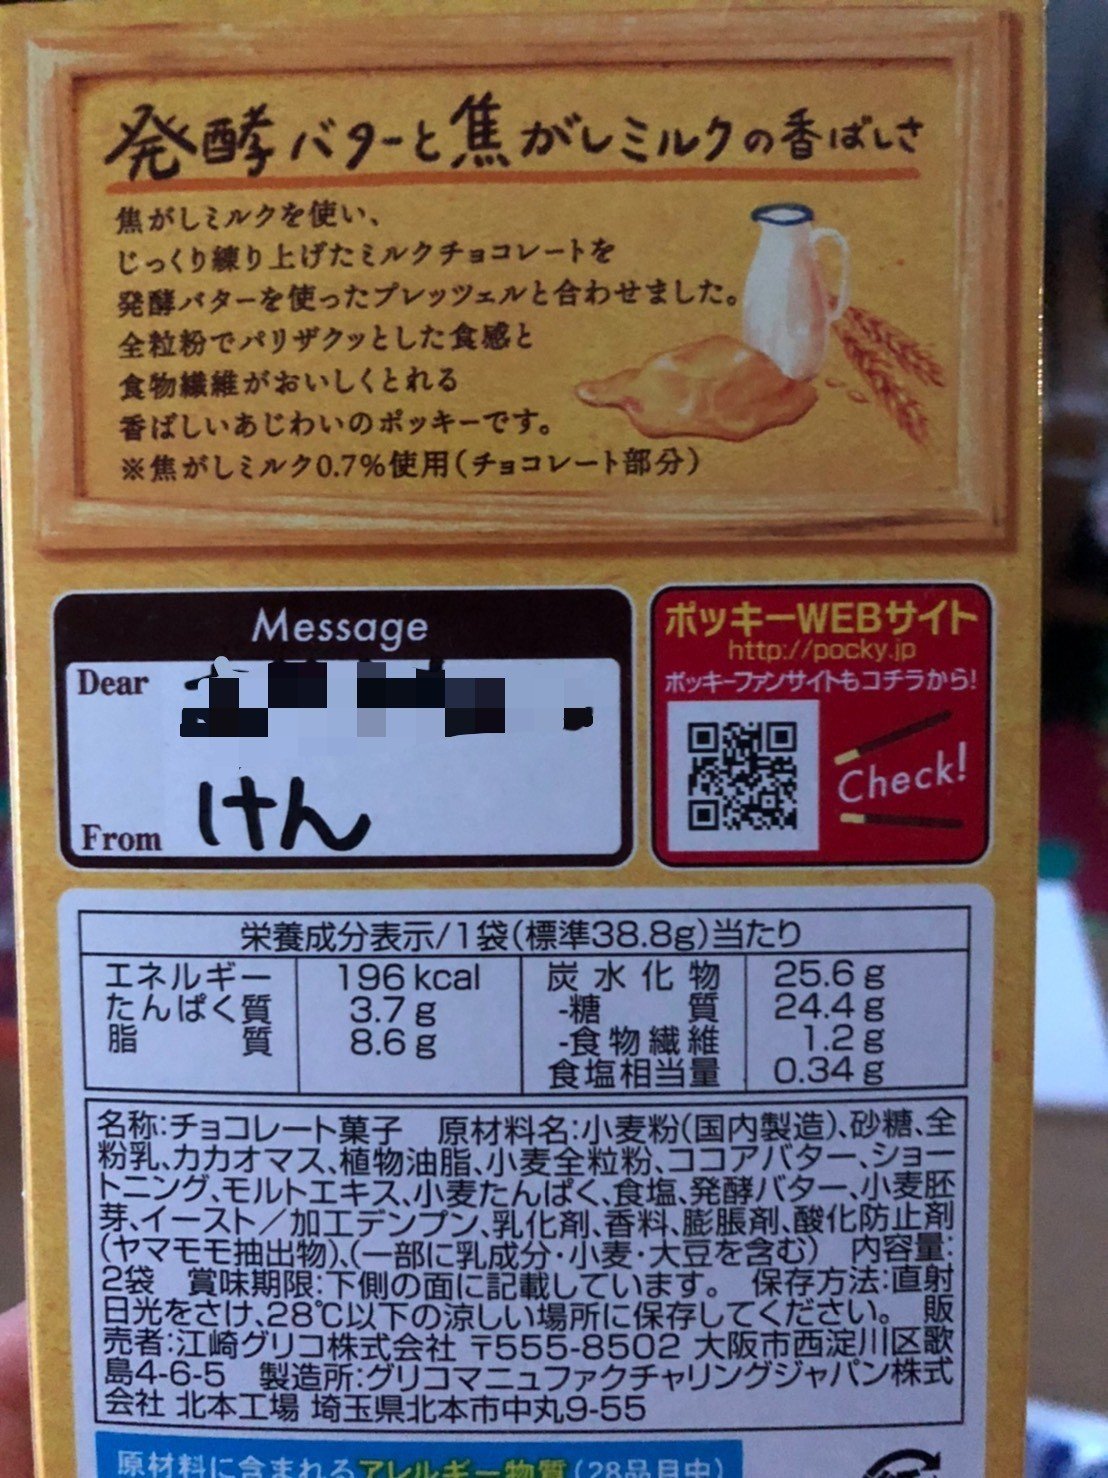 発酵バターと焦がしミルクの香ばしさ
焦がしミルクを使い、
じっくり練り上げたミルクチョコレートを
発酵バターを使ったプレッツェルと合わせました。
全粒粉でパリザクッとした食感と
食物繊維がおいしくとれる
香ばしいあじわいのポッキーです。
※焦がしミルク0.7%使用(チョコレート部分)
Message
Dear
From けん
ポッキーWEBサイト
http://pocky.jp
ポッキーファンサイトもコチラから!
Check!
栄養成分表示/1袋(標準38.8g)当たり
エネルギー 196kcal 炭水化物 25.6g
たんぱく質 3.7g -糖質 24.4g
脂質 8.6g -食物繊維 1.2g
食塩相当量 0.34g
名称:チョコレート菓子 原材料名:小麦粉(国内製造)、砂糖、全
粉乳、カカオマス、植物油脂、小麦全粒粉、ココアバター、ショー
トニング、モルトエキス、小麦たんぱく、食塩、発酵バター、小麦胚
芽、イースト/加工デンプン、乳化剤、香料、膨脹剤、酸化防止剤
(ヤマモモ抽出物)、(一部に乳成分・小麦・大豆を含む) 内容量:
2袋 賞味期限:下側の面に記載しています。 保存方法:直射
日光をさけ、28℃以下の涼しい場所に保存してください。 販
売者:江崎グリコ株式会社 〒555-8502 大阪市西淀川区歌
島4-6-5 製造所:グリコマニュファクチャリングジャパン株式
会社 北本工場 埼玉県北本市中丸9-55
原材料に含まれるアレルギー物質(28品目中)